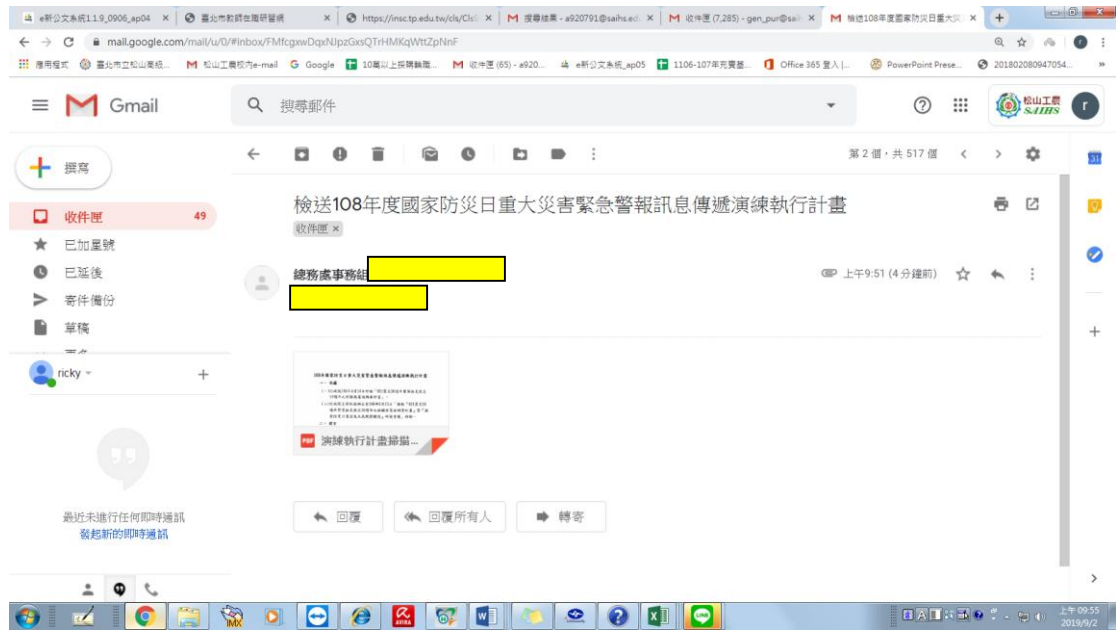 e新公文系統1.1.9_0906_ap04
臺北市教師在職研習網
https://insc.tp.edu.tw/cls/Cls
搜尋結果 - a920791@saihs.ed
收件匣 (7,285) - gen_pur@sai
檢送108年度國家防災日重大災
mail.google.com/mail/u/0/#inbox/FMfcgxwDqxNJpzGxsQTrHMKqWttZpNnF
應用程式
臺北市立松山高級...
松山工農校內e-mail
Google
10萬以上採購輪職...
收件匣 (65) - a920...
e新公文系統_ap05
1106-107年充實基...
Office 365 登入 |...
PowerPoint Prese...
201802080947054...
Gmail
搜尋郵件
松山工農
SAIHS
r
撰寫
第 2 個,共 517 個
31
收件匣
49
已加星號
已延後
寄件備份
草稿
檢送108年度國家防災日重大災害緊急警報訊息傳遞演練執行計畫
收件匣 ×
總務處事務組
上午9:51 (4 分鐘前)
ricky
PDF
演練執行計畫掃描...
最近未進行任何即時通訊
發起新的即時通訊
回覆
回覆所有人
轉寄
上午 09:55
2019/9/2